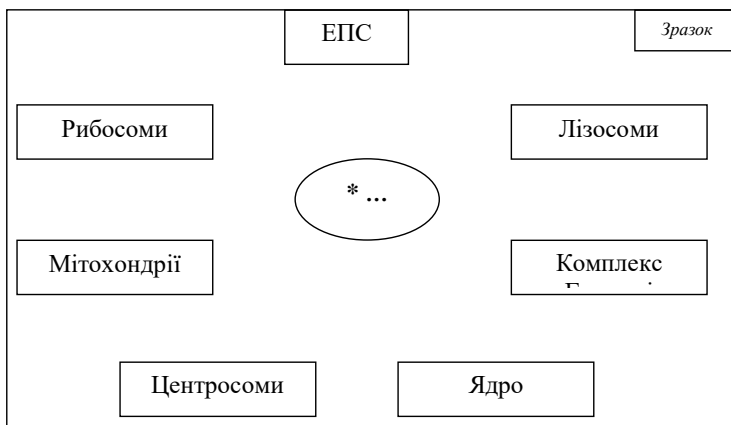 ЕПС
Зразок
Рибосоми
Лізосоми
* ...
Мітохондрії
Комплекс
Центросоми
Ядро